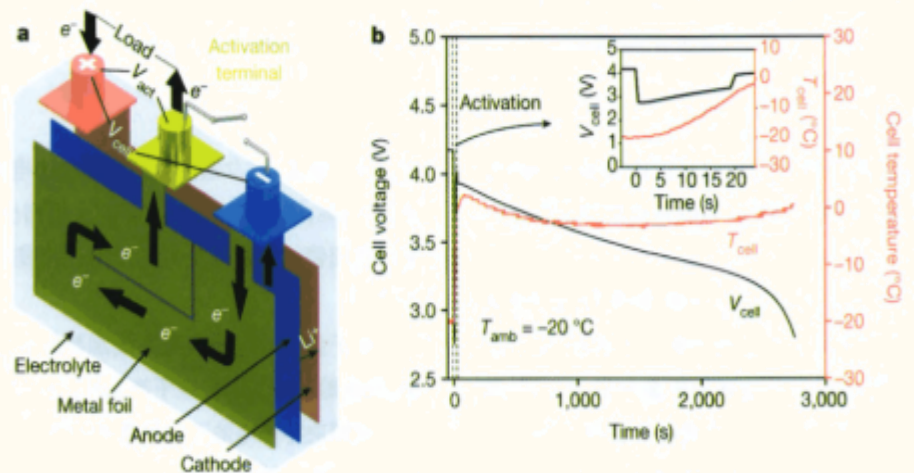 a
e⁻
Load
Activation
terminal
e⁻
V act
V cell
e⁻
e⁻
e⁻
e⁻
Li⁺
Electrolyte
Metal foil
Anode
Cathode
b
5.0
4.5
4.0
3.5
3.0
2.5
Cell voltage (V)
Activation
T amb = −20 °C
T cell
V cell
0
1,000
2,000
3,000
Time (s)
30
20
10
0
−10
−20
−30
Cell temperature (°C)
5
4
3
2
1
0
V cell (V)
0 5 10 15 20
Time (s)
10
0
−10
−20
−30
T cell (°C)